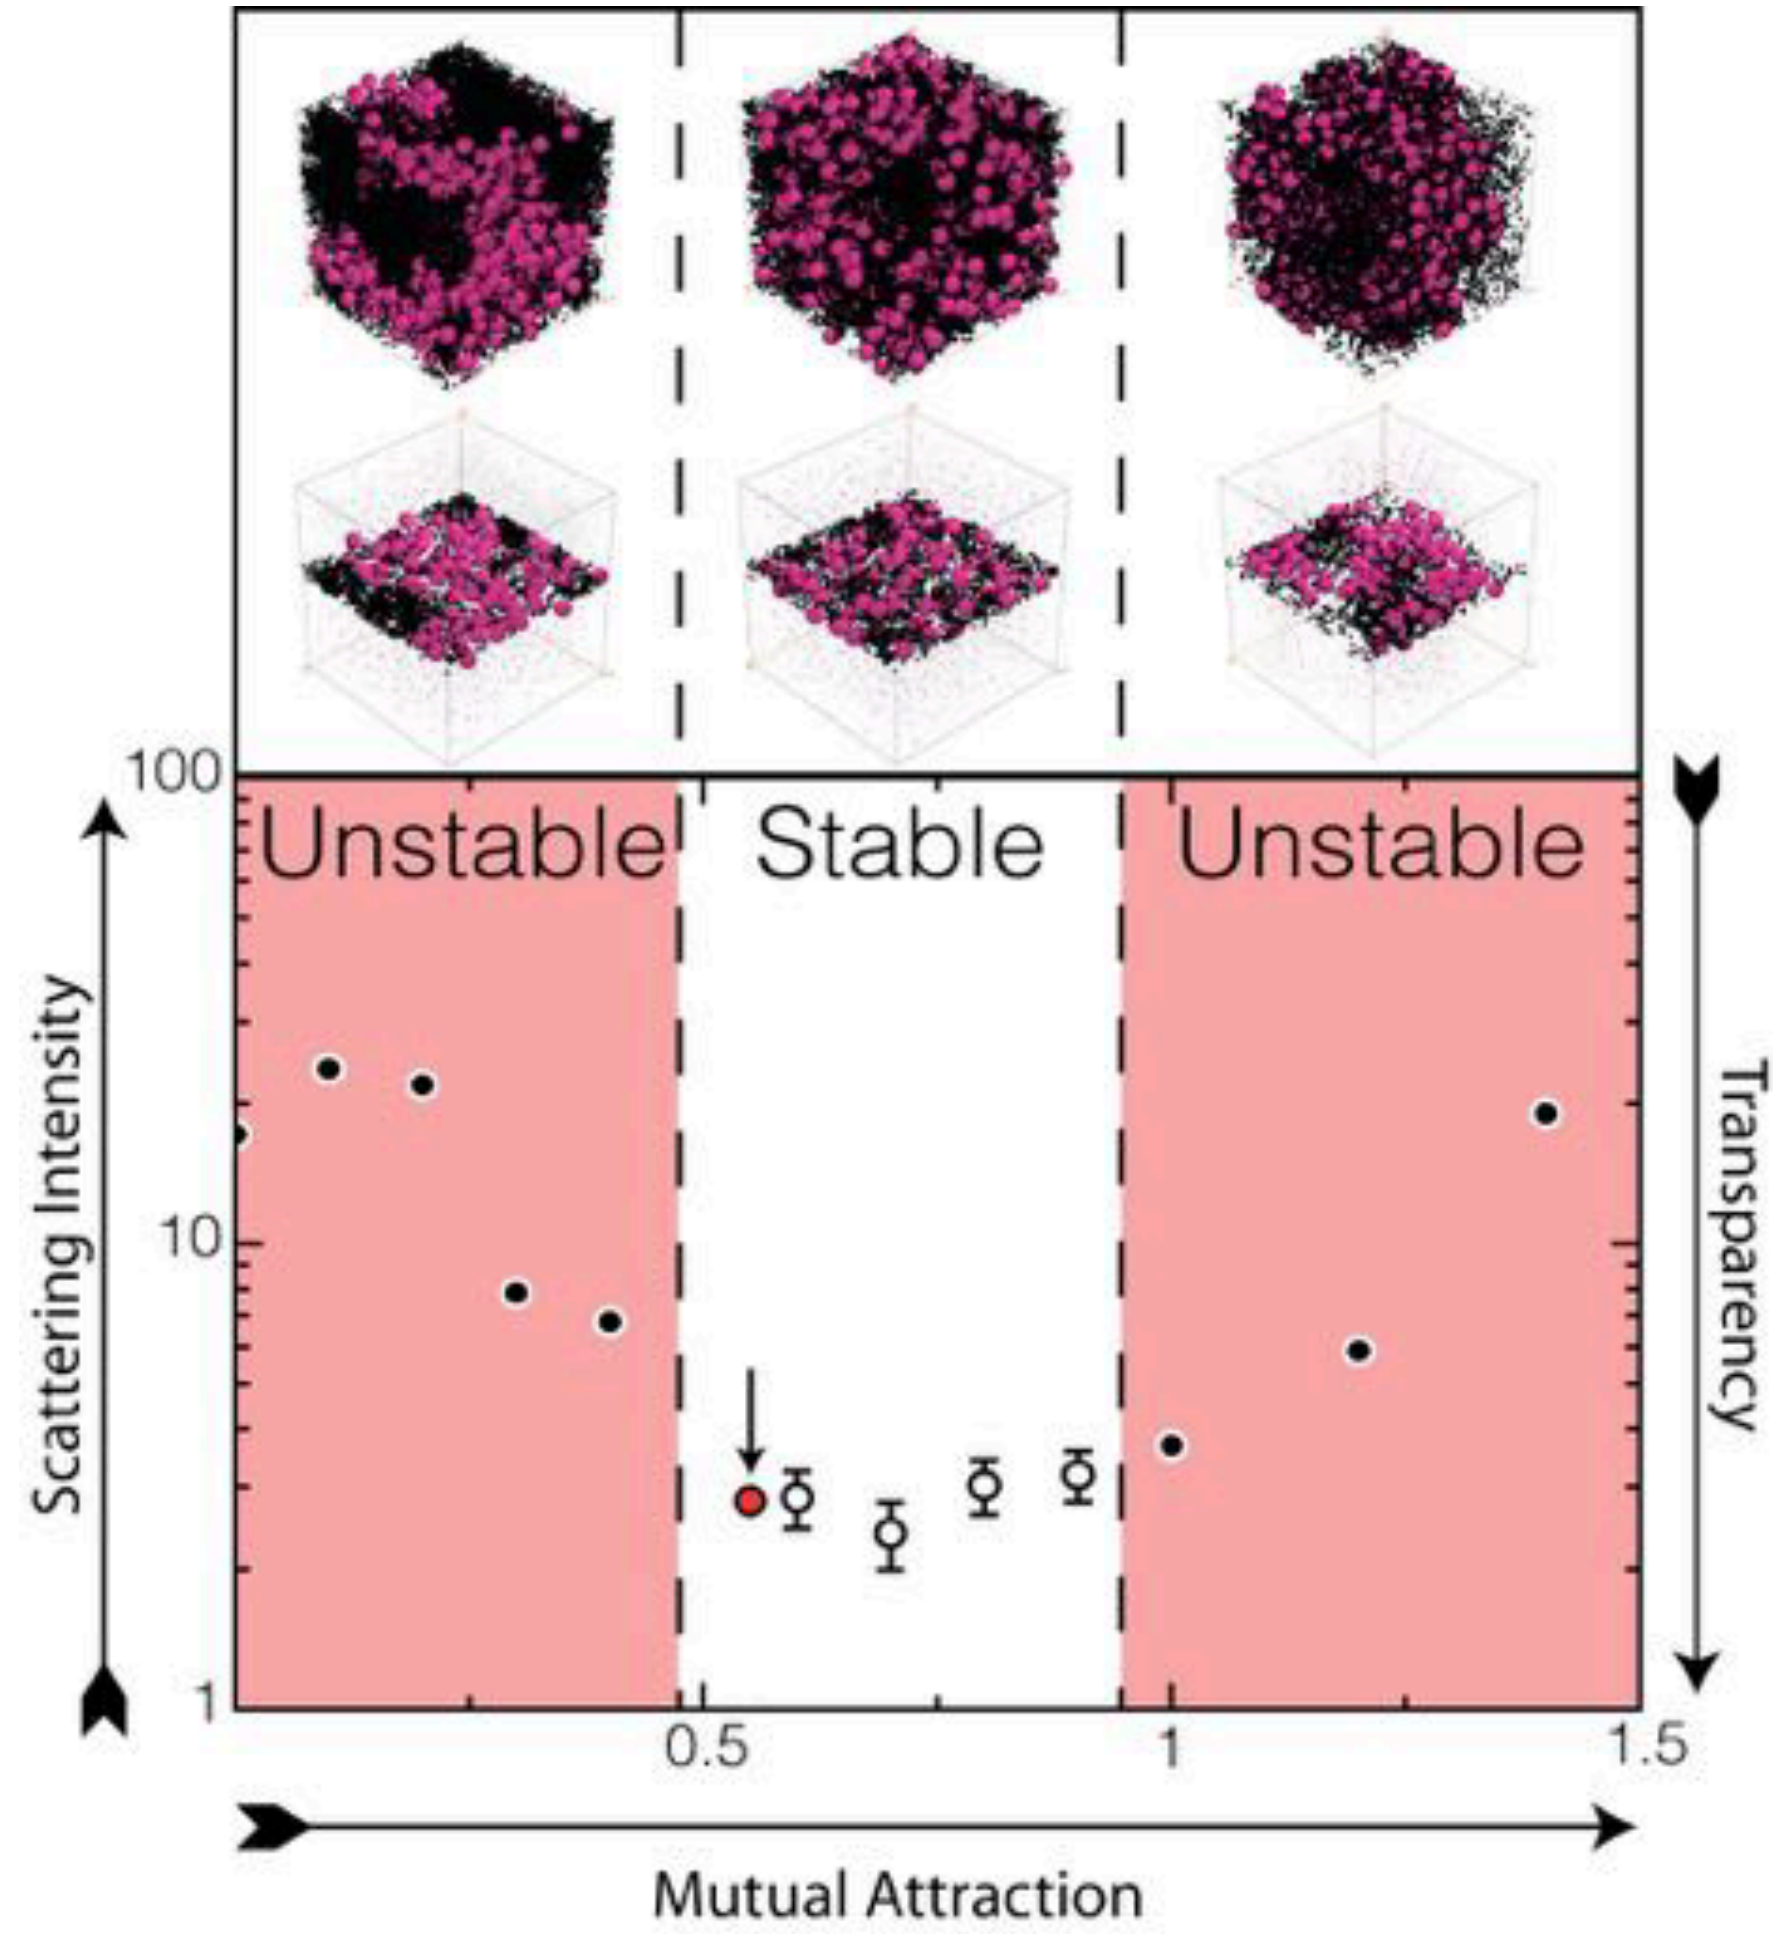 100
Unstable
Stable
Unstable
Scattering Intensity
Transparency
10
1
0.5
1
1.5
Mutual Attraction